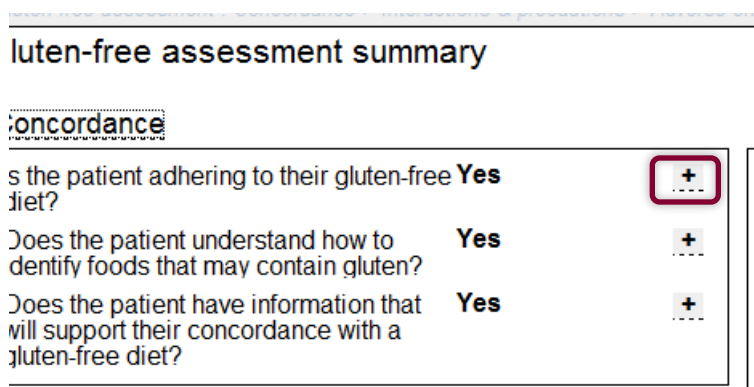 luten-free assessment summary
oncordance
s the patient adhering to their gluten-free Yes +
diet?
Does the patient understand how to Yes +
dentify foods that may contain gluten?
Does the patient have information that Yes +
will support their concordance with a
gluten-free diet?